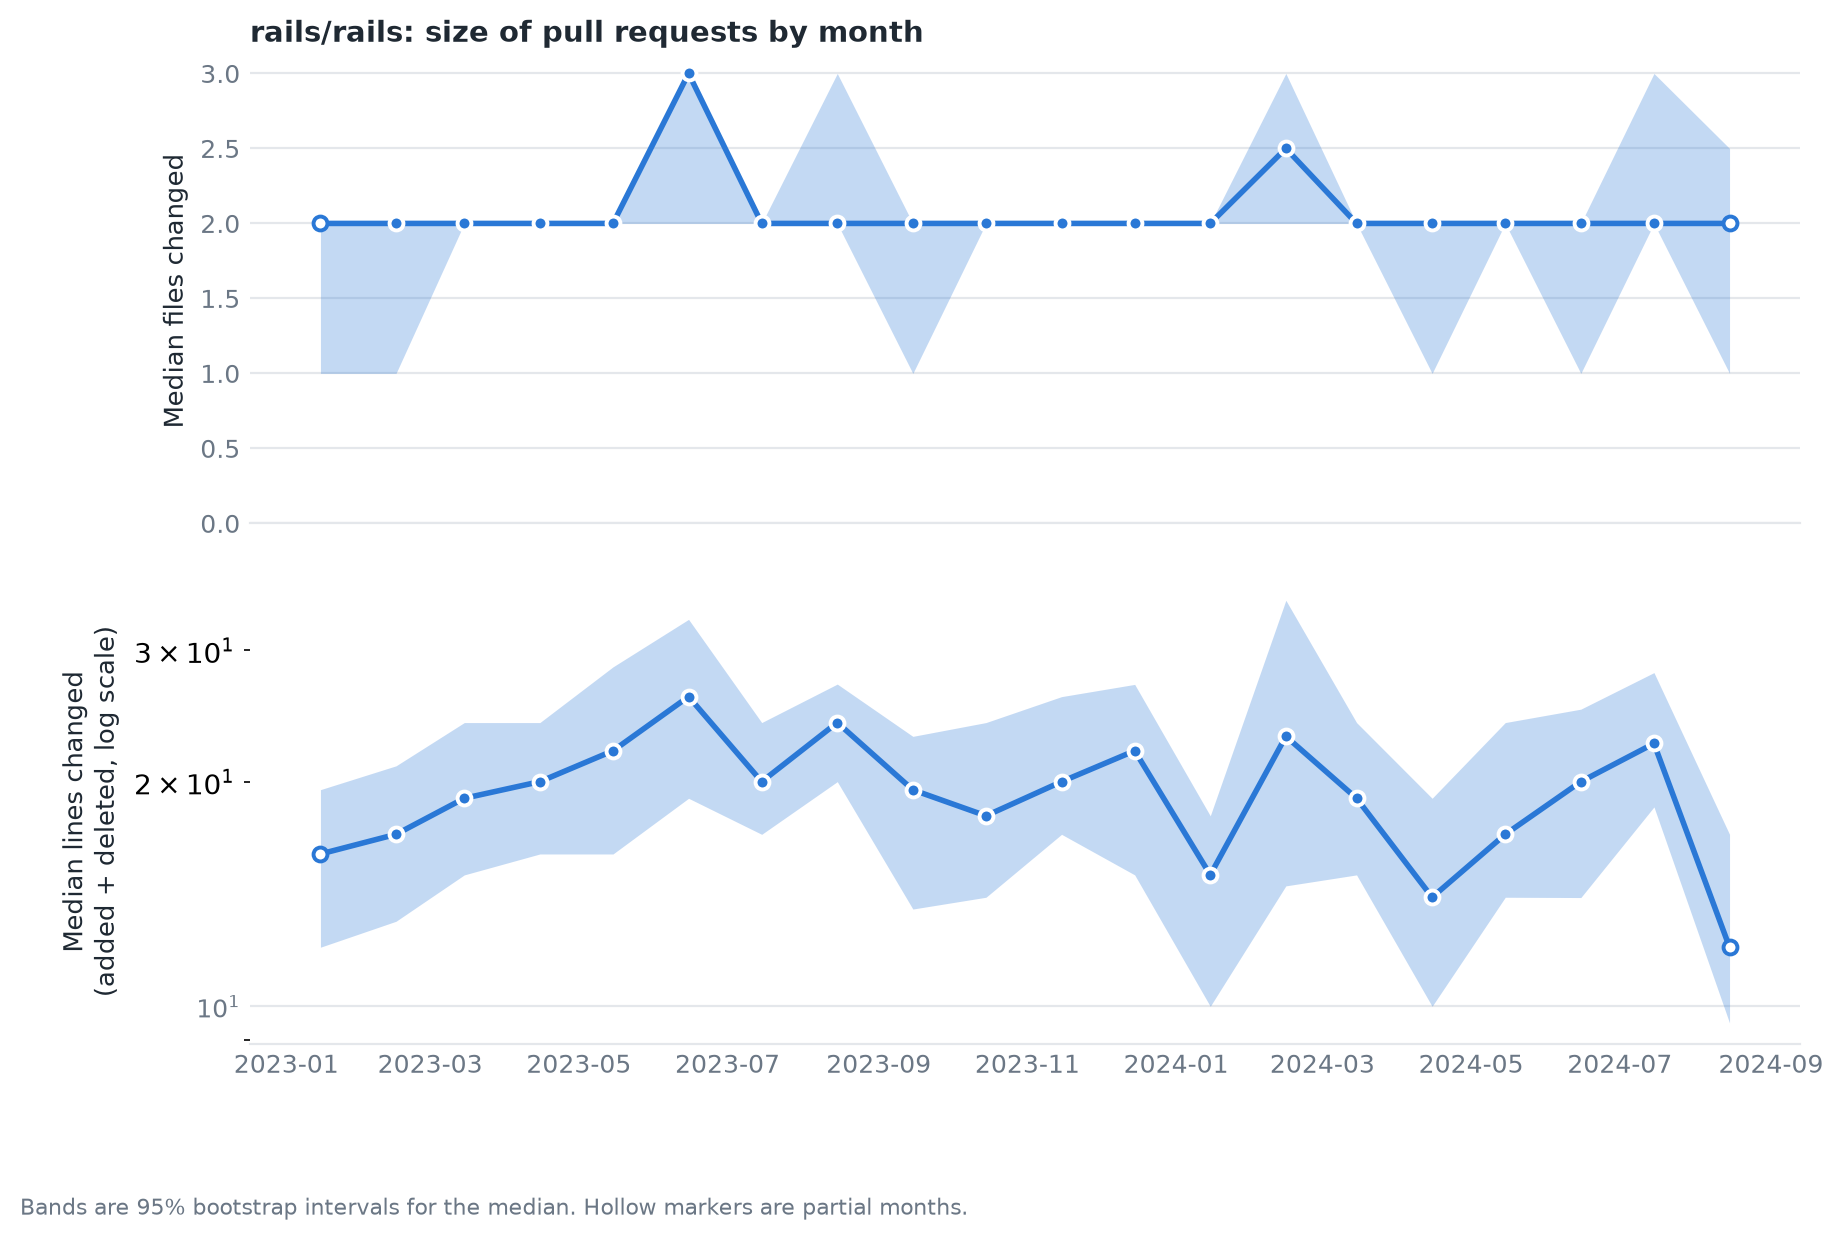 rails/rails: size of pull requests by month
3.0
2.5
2.0
1.5
1.0
0.5
0.0
Median files changed
3 × 10¹
2 × 10¹
10¹
Median lines changed
(added + deleted, log scale)
2023-01 2023-03 2023-05 2023-07 2023-09 2023-11 2024-01 2024-03 2024-05 2024-07 2024-09
Bands are 95% bootstrap intervals for the median. Hollow markers are partial months.